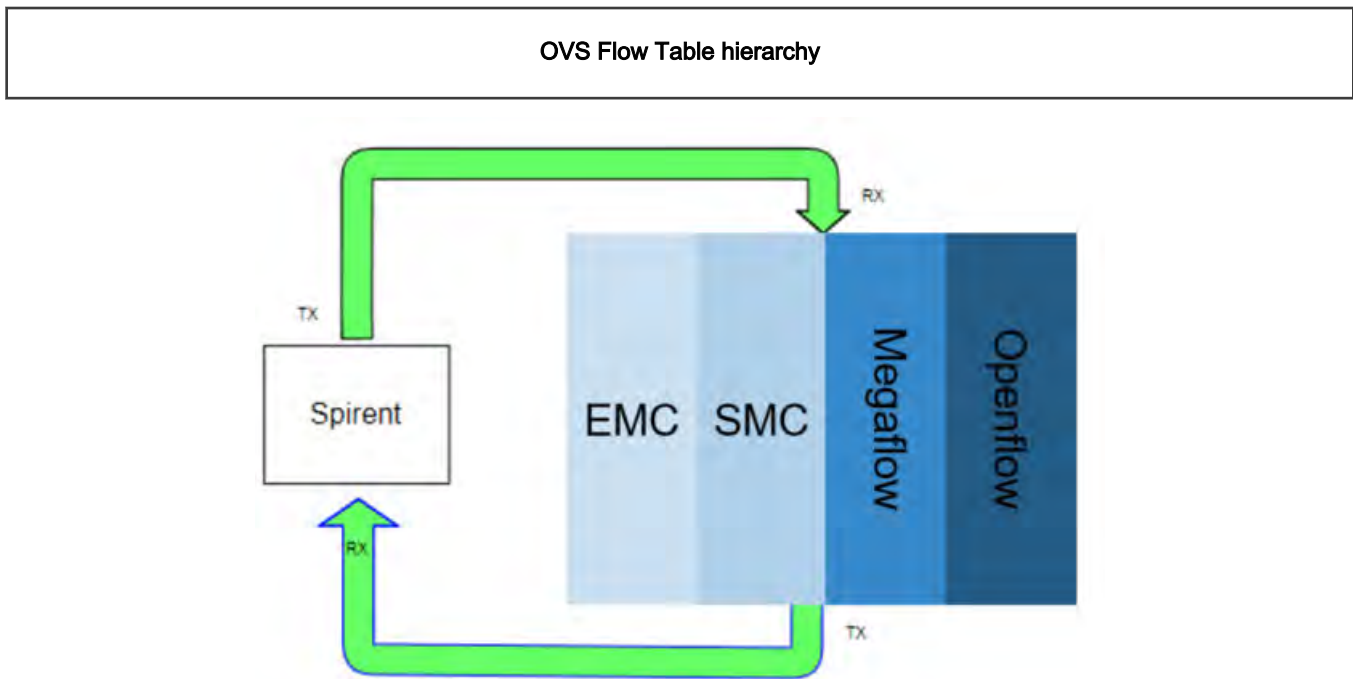 OVS Flow Table hierarchy
RX
TX
Spirent
EMC
SMC
Megaflow
Openflow
RX
TX